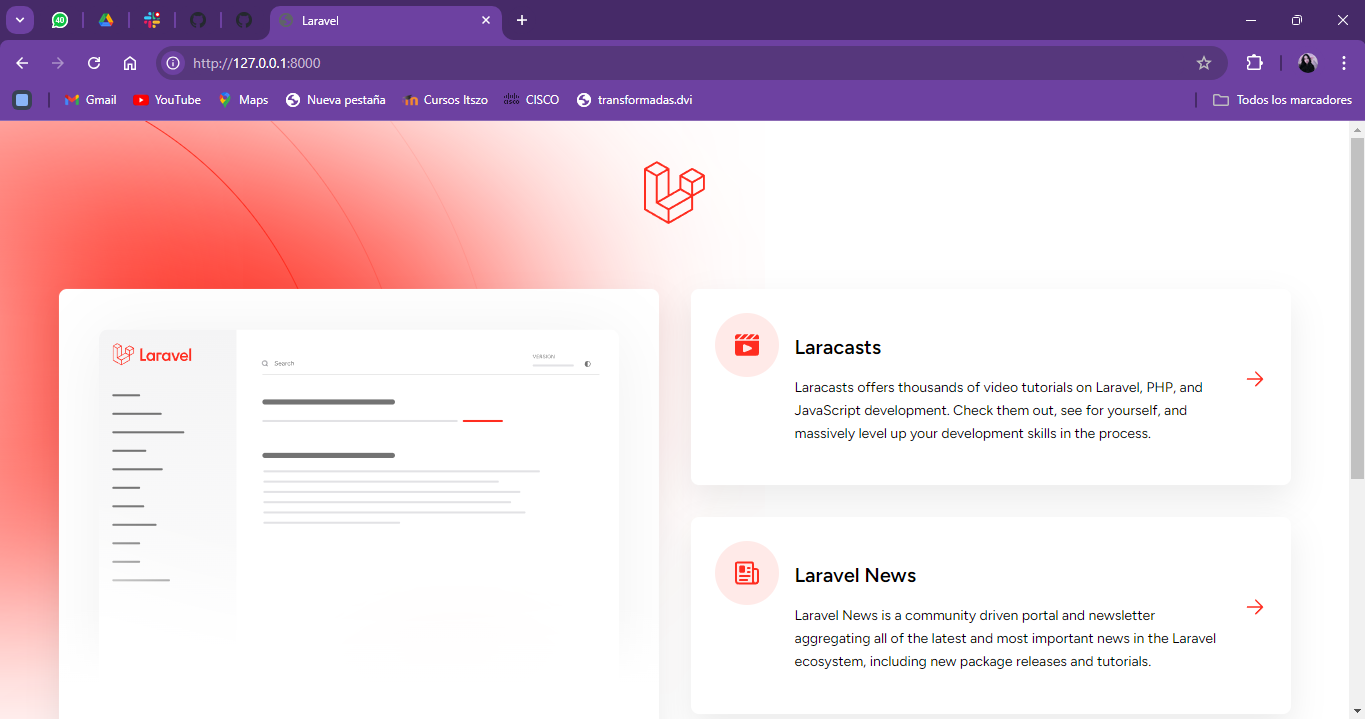 40
Laravel
http://127.0.0.1:8000
Gmail
YouTube
Maps
Nueva pestaña
Cursos Itszo
CISCO
transformadas.dvi
Todos los marcadores
Laravel
Search
VERSION
Laracasts
Laracasts offers thousands of video tutorials on Laravel, PHP, and
JavaScript development. Check them out, see for yourself, and
massively level up your development skills in the process.
Laravel News
Laravel News is a community driven portal and newsletter
aggregating all of the latest and most important news in the Laravel
ecosystem, including new package releases and tutorials.